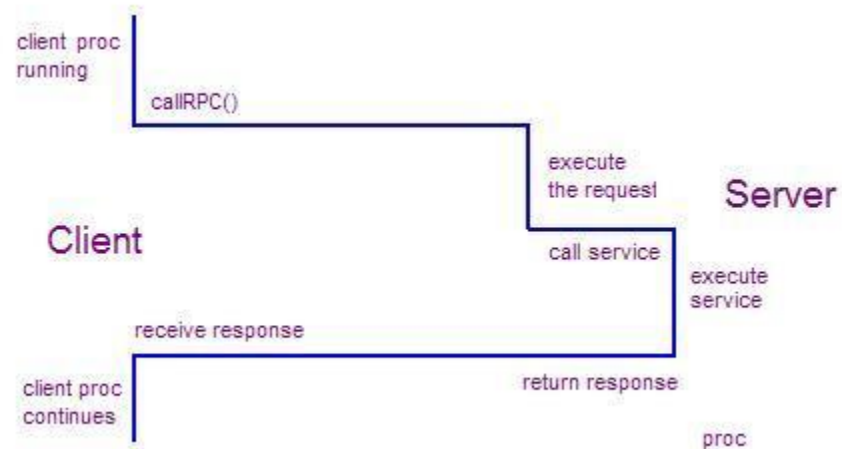 client proc
running
callRPC()
execute
the request
Server
Client
call service
execute
service
receive response
return response
client proc
continues
proc